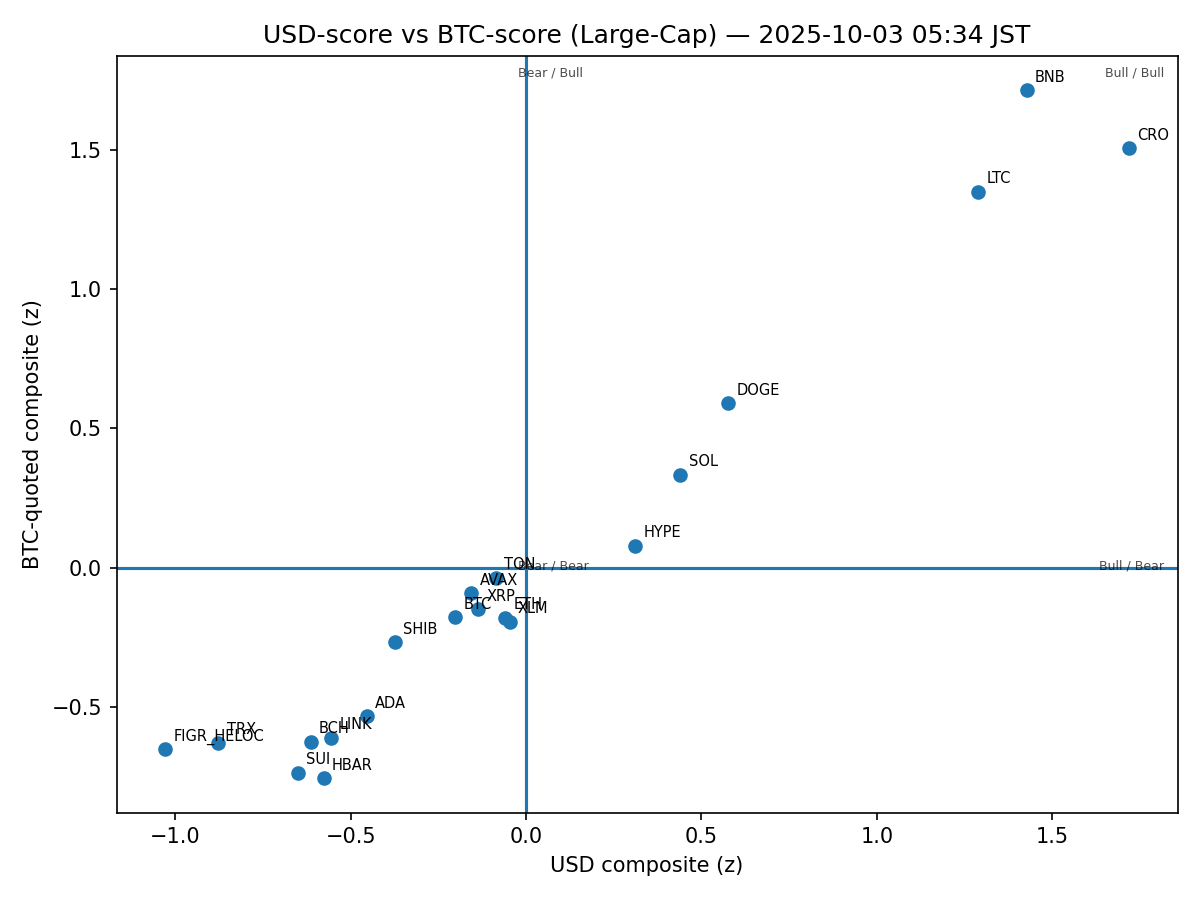 USD-score vs BTC-score (Large-Cap) — 2025-10-03 05:34 JST
Bear / Bull
Bull / Bull
BNB
CRO
LTC
DOGE
SOL
HYPE
TON
Bear / Bear
Bull / Bear
AVAX
XRP
BTC
ETH
XLM
SHIB
ADA
LINK
BCH
TRX
FIGR_HELOC
SUI
HBAR
1.5
1.0
0.5
0.0
−0.5
−1.0
−0.5
0.0
0.5
1.0
1.5
USD composite (z)
BTC-quoted composite (z)